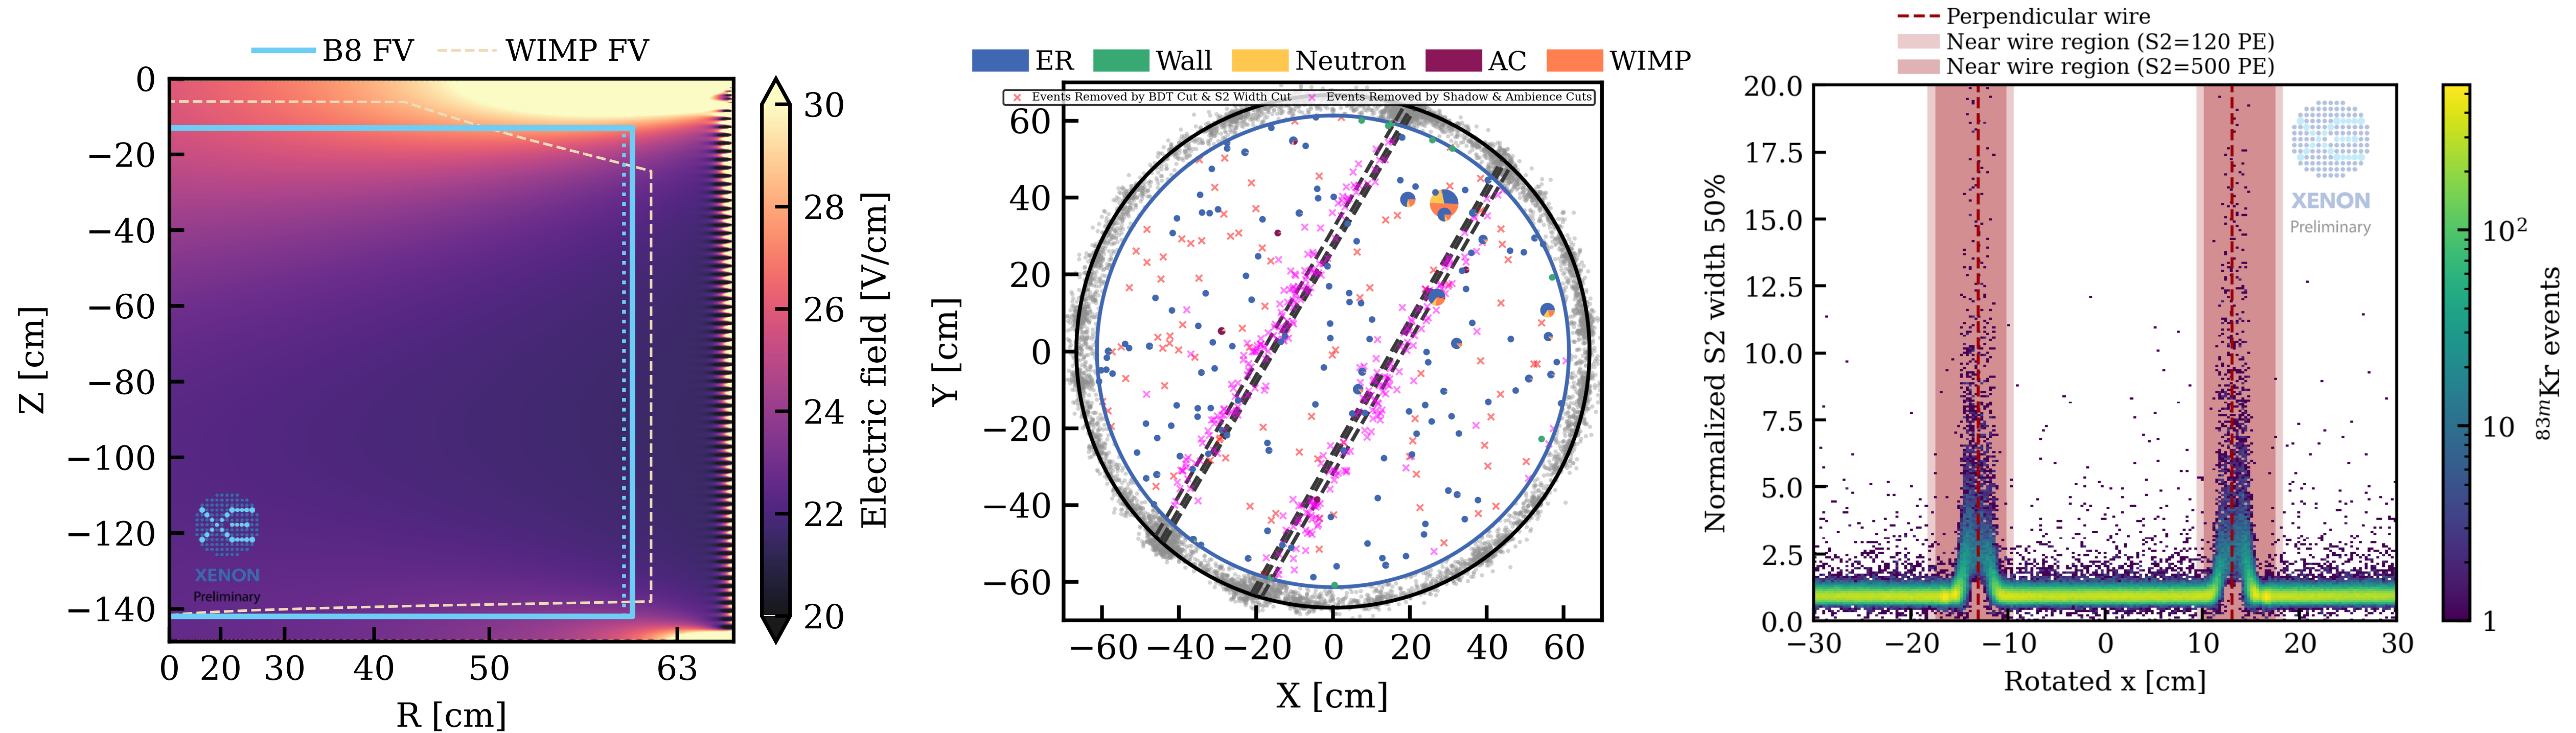 B8 FV WIMP FV
0
−20
−40
−60
−80
−100
−120
−140
Z [cm]
XENON
Preliminary
0 20 30 40 50 63
R [cm]
30
28
26
24
22
20
Electric field [V/cm]
ER Wall Neutron AC WIMP
Events Removed by BDT Cut & S2 Width Cut Events Removed by Shadow & Ambience Cuts
60
40
20
0
−20
−40
−60
Y [cm]
−60 −40 −20 0 20 40 60
X [cm]
Perpendicular wire
Near wire region (S2=120 PE)
Near wire region (S2=500 PE)
20.0
17.5
15.0
12.5
10.0
7.5
5.0
2.5
0.0
Normalized S2 width 50%
XENON
Preliminary
−30 −20 −10 0 10 20 30
Rotated x [cm]
10²
10
1
⁸³ᵐKr events